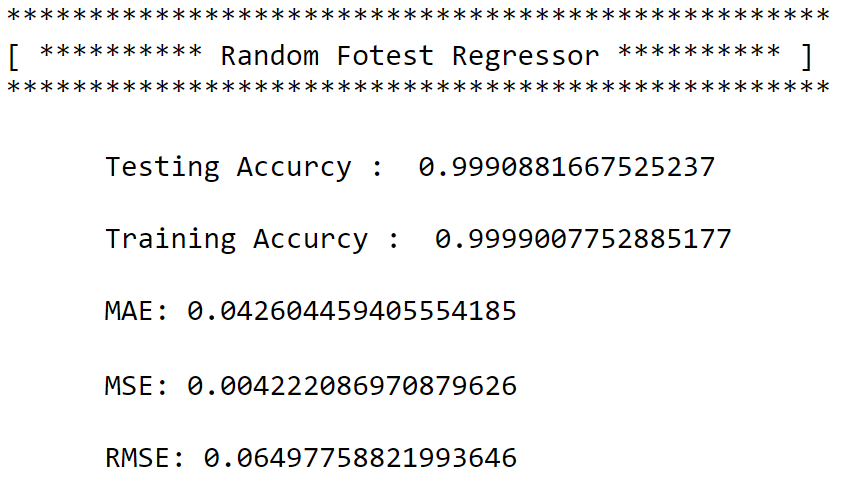 **************************************************
[ ********** Random Fotest Regressor ********** ]
**************************************************
Testing Accurcy :  0.9990881667525237
Training Accurcy :  0.9999007752885177
MAE: 0.042604459405554185
MSE: 0.004222086970879626
RMSE: 0.06497758821993646